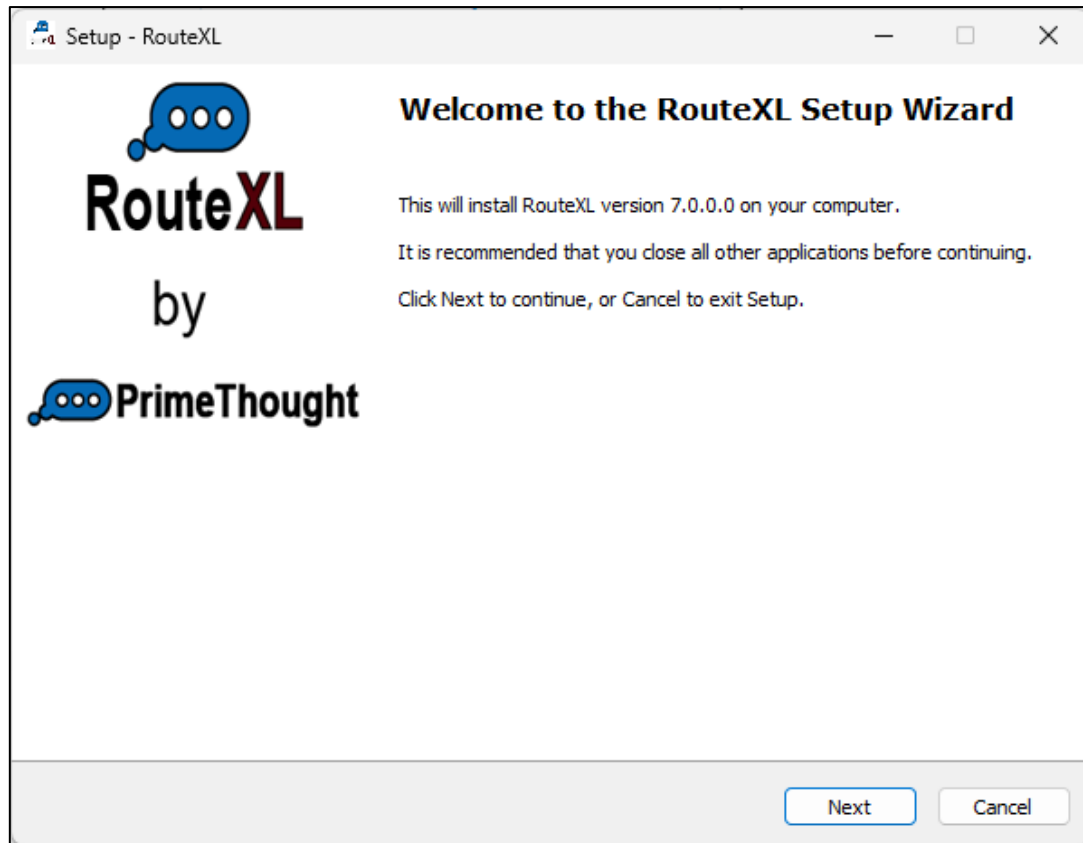 Setup - RouteXL
RouteXL
by
PrimeThought
Welcome to the RouteXL Setup Wizard
This will install RouteXL version 7.0.0.0 on your computer.
It is recommended that you close all other applications before continuing.
Click Next to continue, or Cancel to exit Setup.
Next
Cancel